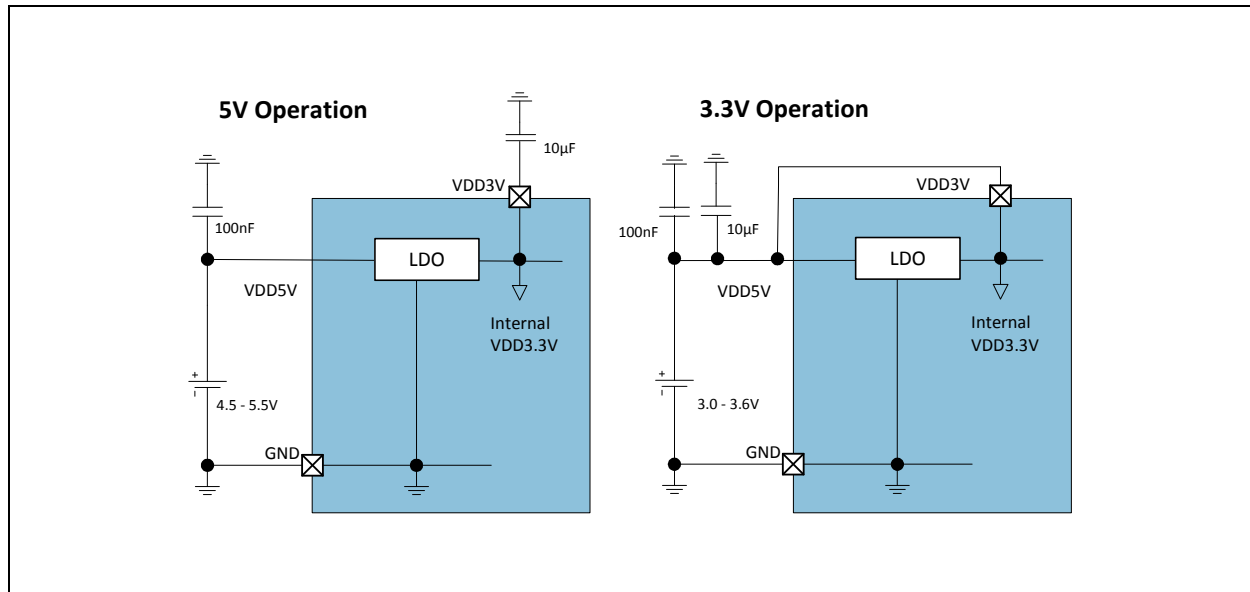 5V Operation
10µF
VDD3V
100nF
LDO
VDD5V
Internal
VDD3.3V
+
-
4.5 - 5.5V
GND
3.3V Operation
VDD3V
100nF
10µF
LDO
VDD5V
Internal
VDD3.3V
+
-
3.0 - 3.6V
GND